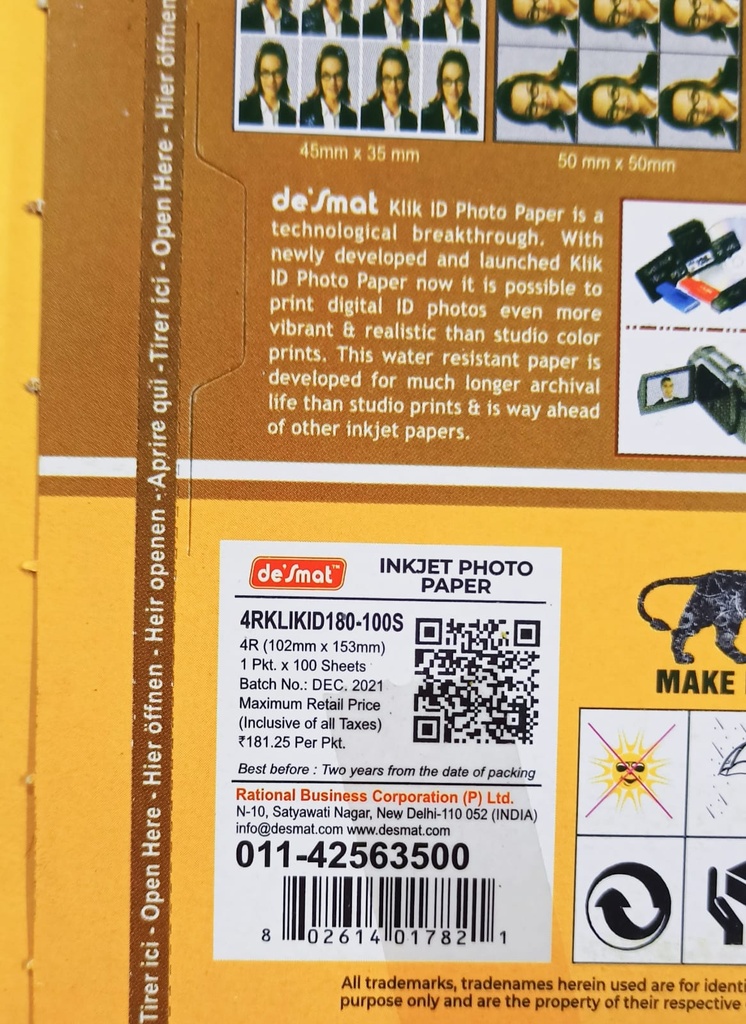 45mm x 35 mm
50 mm x 50mm
de'smat Klik ID Photo Paper is a
technological breakthrough. With
newly developed and launched Klik
ID Photo Paper now it is possible to
print digital ID photos even more
vibrant & realistic than studio color
prints. This water resistant paper is
developed for much longer archival
life than studio prints & is way ahead
of other inkjet papers.
Tirer ici - Open Here - Hier öffnen - Heir openen - Aprire qui - Tirer ici - Open Here - Hier öffnen
de'smat™
INKJET PHOTO
PAPER
4RKLIKID180-100S
4R (102mm x 153mm)
1 Pkt. x 100 Sheets
Batch No.: DEC. 2021
Maximum Retail Price
(Inclusive of all Taxes)
₹181.25 Per Pkt.
Best before : Two years from the date of packing
Rational Business Corporation (P) Ltd.
N-10, Satyawati Nagar, New Delhi-110 052 (INDIA)
info@desmat.com www.desmat.com
011-42563500
8 02614 01782 1
MAKE
All trademarks, tradenames herein used are for identi
purpose only and are the property of their respective